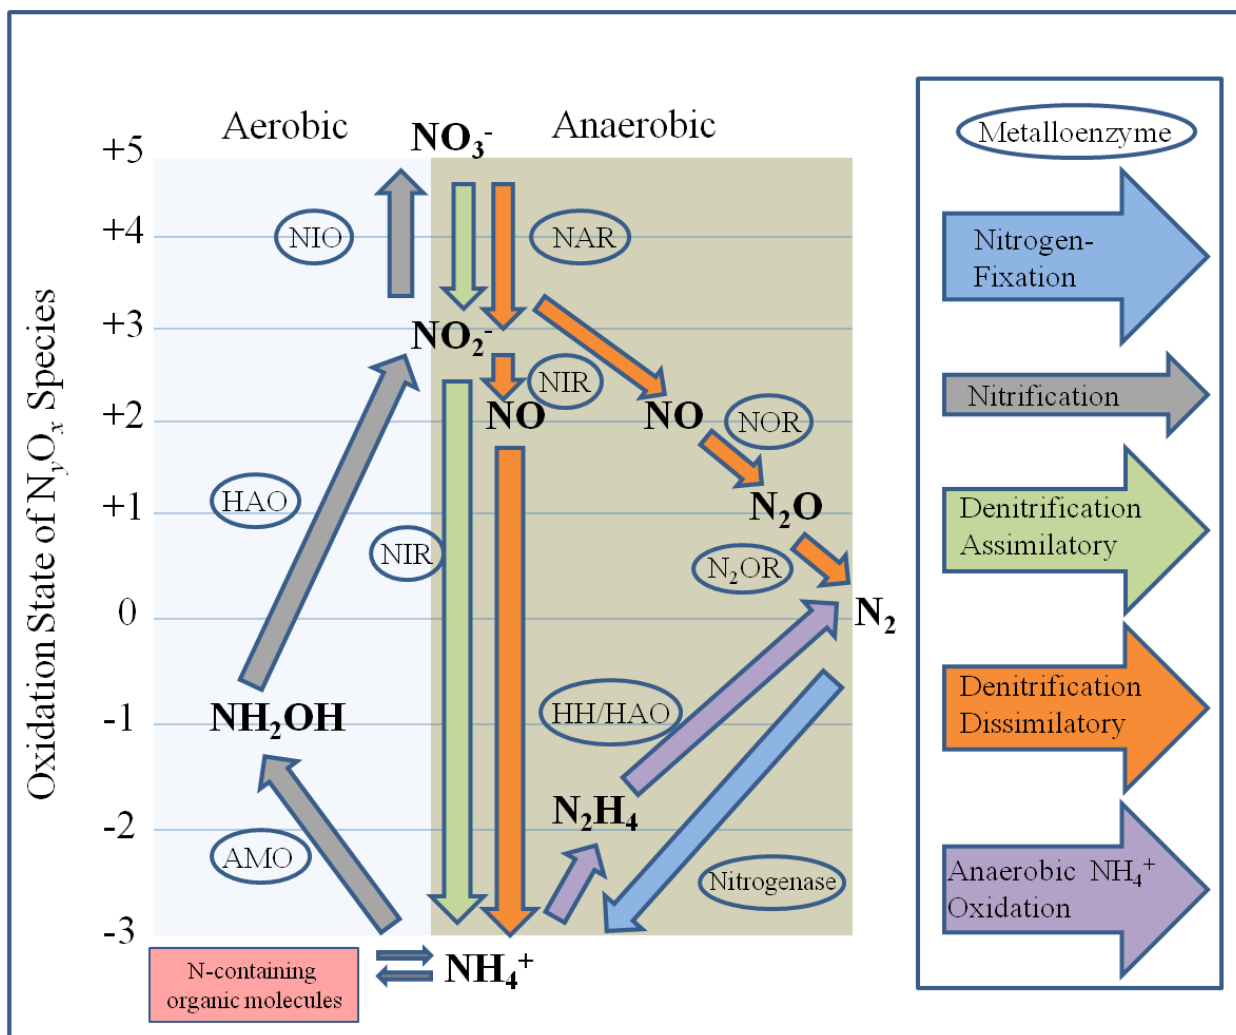 Aerobic
Anaerobic
NO₃⁻
+5
+4
+3
+2
+1
0
-1
-2
-3
Oxidation State of NᵧOₓ Species
NIO
NAR
NO₂⁻
NIR
NO
NO
NOR
HAO
N₂O
NIR
N₂OR
N₂
NH₂OH
HH/HAO
N₂H₄
AMO
Nitrogenase
N-containing
organic molecules
NH₄⁺
Metalloenzyme
Nitrogen-
Fixation
Nitrification
Denitrification
Assimilatory
Denitrification
Dissimilatory
Anaerobic NH₄⁺
Oxidation